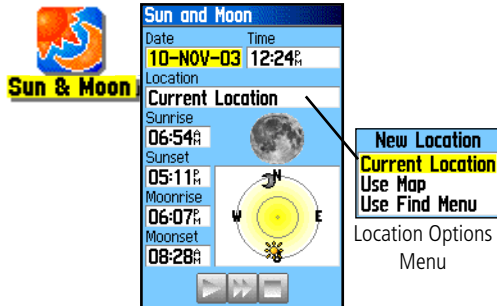 Sun & Moon
Sun and Moon
Date Time
10-NOV-03 12:24PM
Location
Current Location
Sunrise
06:54AM
Sunset
05:11PM
Moonrise
06:07PM
Moonset
08:28AM
N
W E
S
New Location
Current Location
Use Map
Use Find Menu
Location Options
Menu